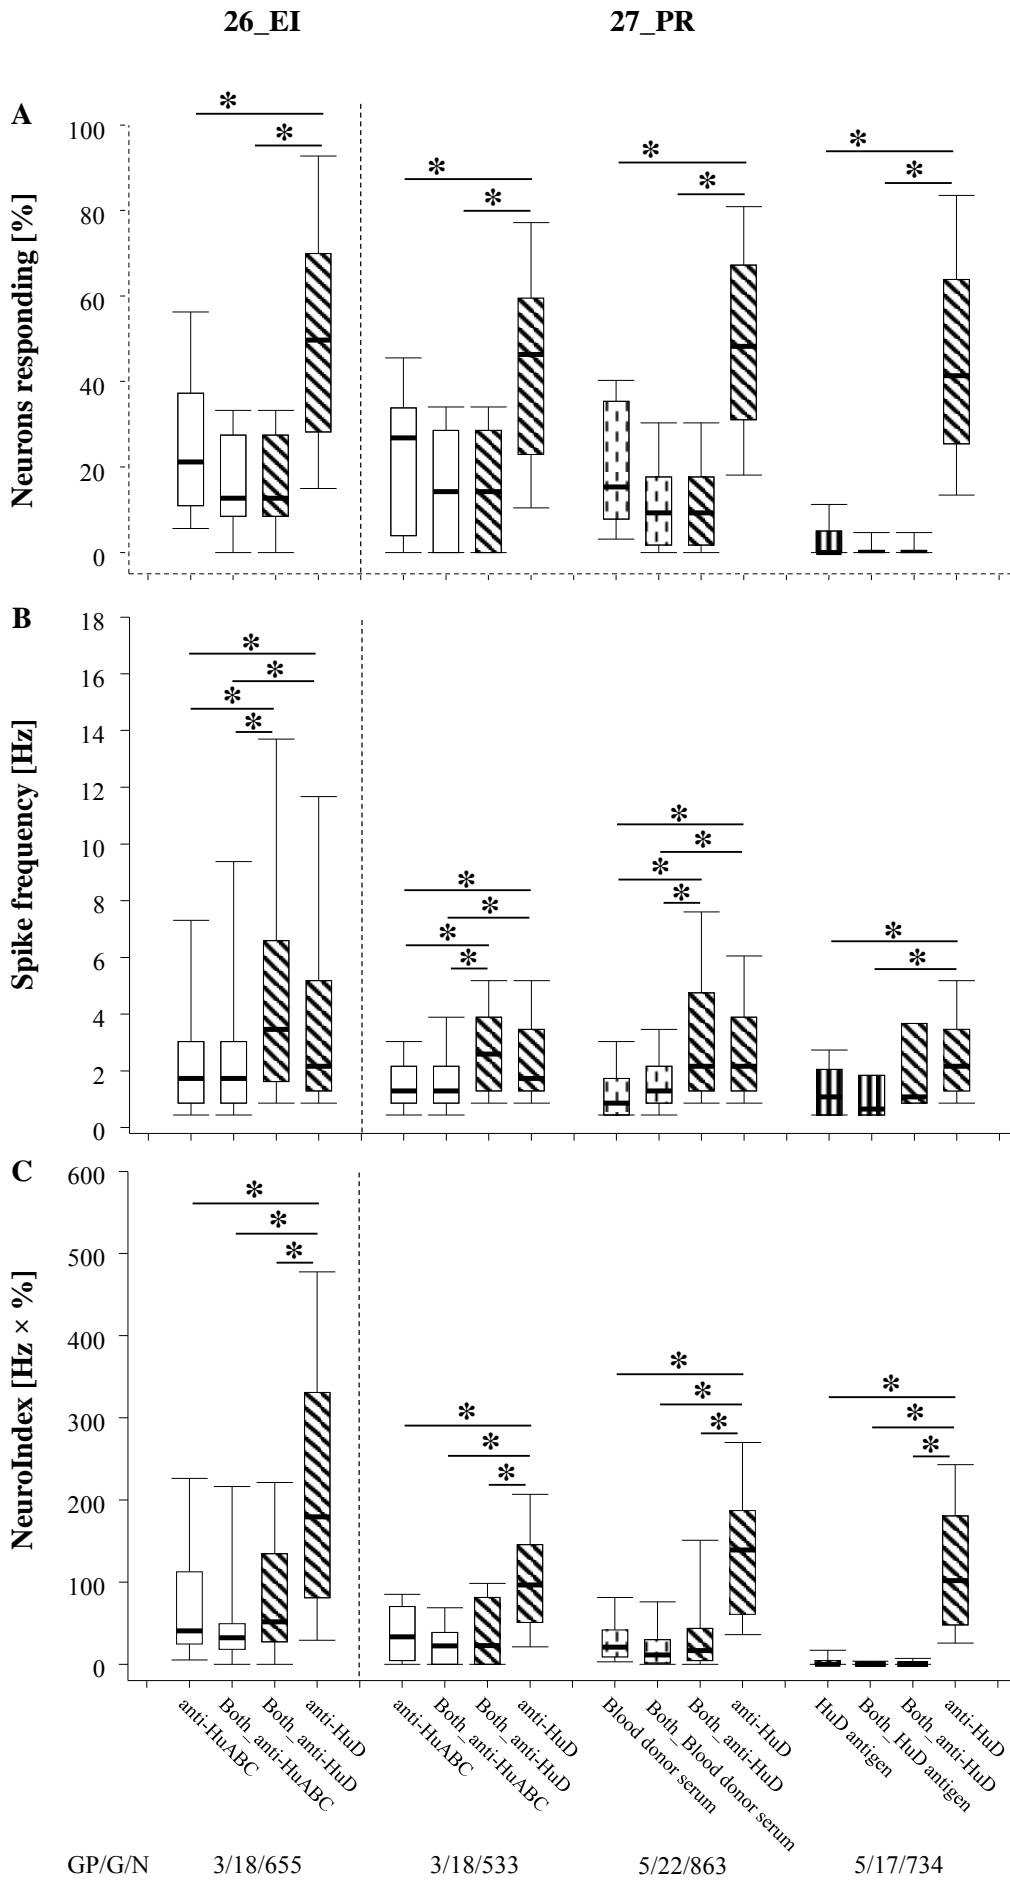 26_EI 27_PR
A
Neurons responding [%]
100
80
60
40
20
0
* * * * * * * *
B
Spike frequency [Hz]
18
16
14
12
10
8
6
4
2
0
* * * * * * * * * * * * * *
C
NeuroIndex [Hz × %]
600
500
400
300
200
100
0
* * * * * * * * * * * *
anti-HuABC
Both_anti-HuABC
Both_anti-HuD
anti-HuD
anti-HuABC
Both_anti-HuABC
Both_anti-HuD
anti-HuD
Blood donor serum
Both_Blood donor serum
Both_anti-HuD
anti-HuD
HuD antigen
Both_HuD antigen
Both_anti-HuD
anti-HuD
GP/G/N 3/18/655 3/18/533 5/22/863 5/17/734